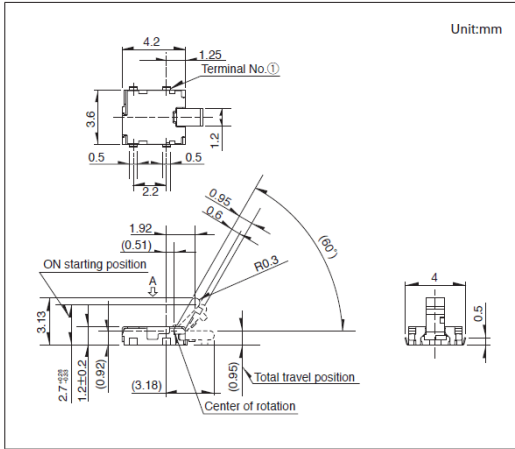 Unit:mm
4.2
1.25
Terminal No.①
3.6
1.2
0.5
0.5
2.2
0.95
0.6
1.92
(0.51)
(60°)
R0.3
ON starting position
A
4
3.13
0.5
2.7
1.2±0.2
(0.92)
(3.18)
(0.95)
Total travel position
Center of rotation